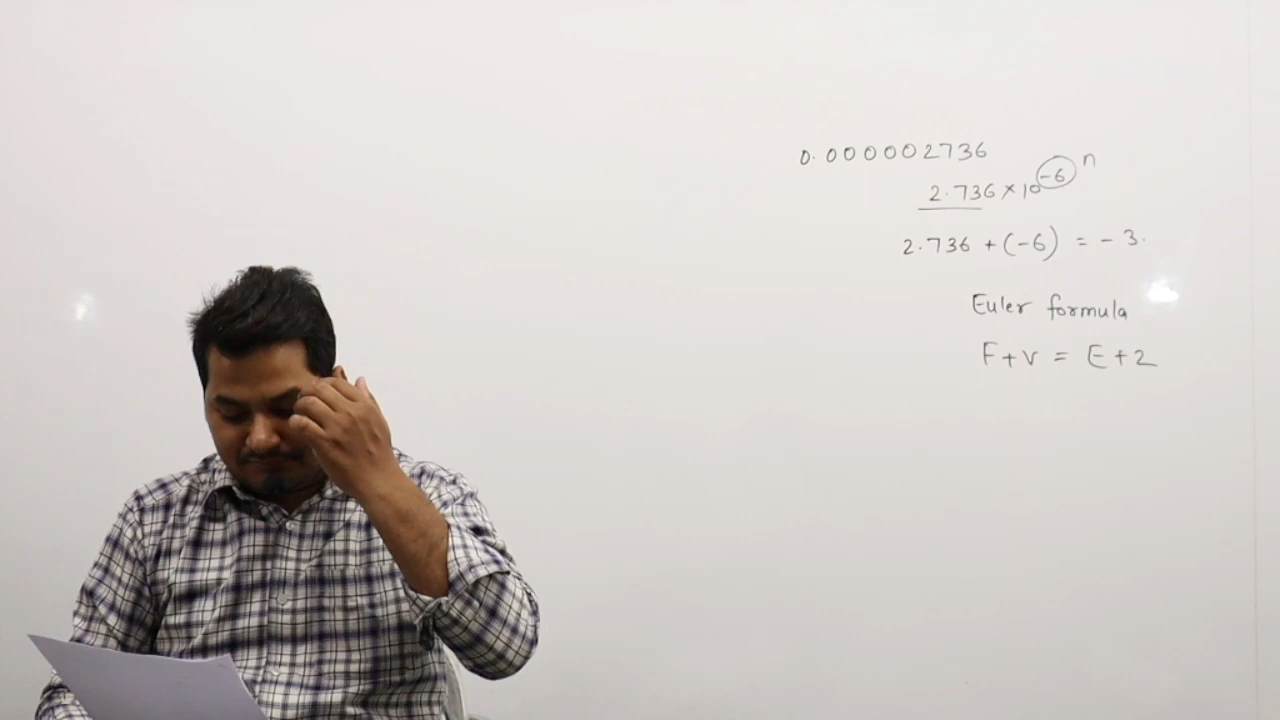 0.000002736
2.736 × 10⁻⁶ n
2.736 + (-6) = -3.
Euler formula
F+V = E+2